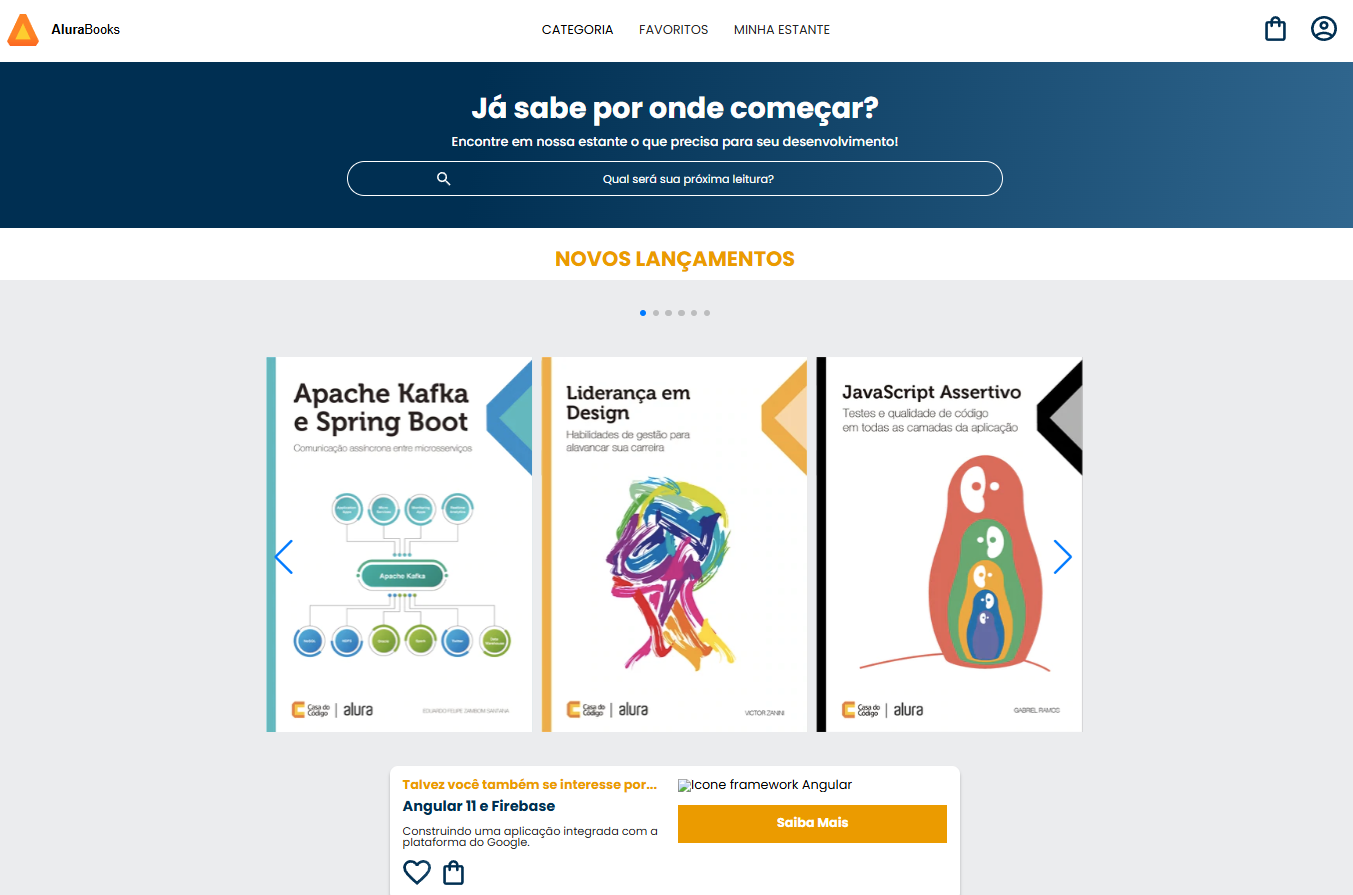 AluraBooks
CATEGORIA
FAVORITOS
MINHA ESTANTE
Já sabe por onde começar?
Encontre em nossa estante o que precisa para seu desenvolvimento!
Qual será sua próxima leitura?
NOVOS LANÇAMENTOS
Apache Kafka
e Spring Boot
Comunicação assíncrona entre microsserviços
Apache Kafka
Casa do
Código
alura
EDUARDO FELIPE ZAMBOM SANTANA
Liderança em
Design
Habilidades de gestão para
alavancar sua carreira
Casa do
Código
alura
VICTOR ZANINI
JavaScript Assertivo
Testes e qualidade de código
em todas as camadas da aplicação
Casa do
Código
alura
GABRIEL RAMOS
Talvez você também se interesse por...
Angular 11 e Firebase
Construindo uma aplicação integrada com a
plataforma do Google.
Icone framework Angular
Saiba Mais